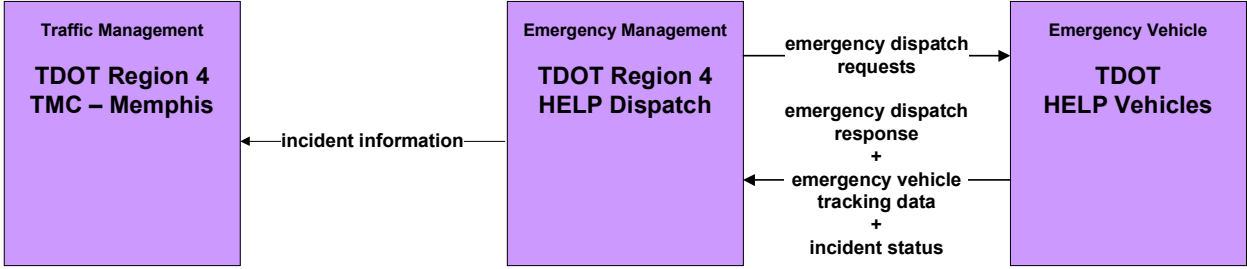 Traffic Management
TDOT Region 4
TMC – Memphis
incident information
Emergency Management
TDOT Region 4
HELP Dispatch
emergency dispatch
requests
emergency dispatch
response
+
emergency vehicle
tracking data
+
incident status
Emergency Vehicle
TDOT
HELP Vehicles